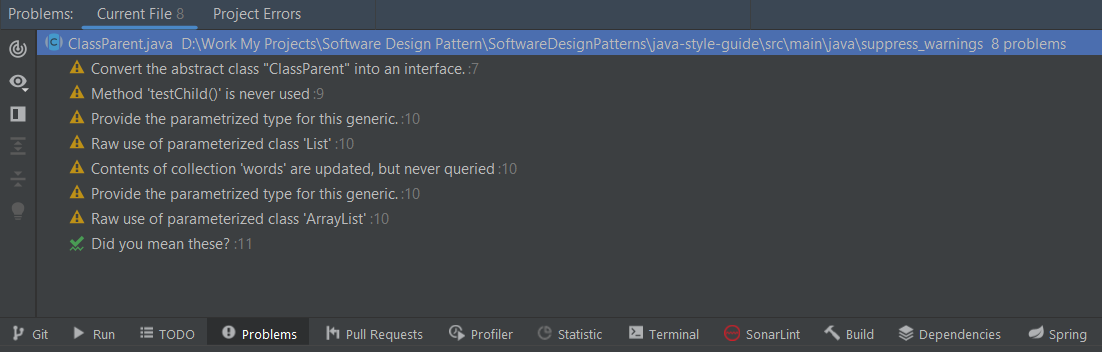 Problems: Current File 8 Project Errors
ClassParent.java D:\Work My Projects\Software Design Pattern\SoftwareDesignPatterns\java-style-guide\src\main\java\suppress_warnings 8 problems
Convert the abstract class "ClassParent" into an interface. :7
Method 'testChild()' is never used :9
Provide the parametrized type for this generic. :10
Raw use of parameterized class 'List' :10
Contents of collection 'words' are updated, but never queried :10
Provide the parametrized type for this generic. :10
Raw use of parameterized class 'ArrayList' :10
Did you mean these? :11
Git Run TODO Problems Pull Requests Profiler Statistic Terminal SonarLint Build Dependencies Spring